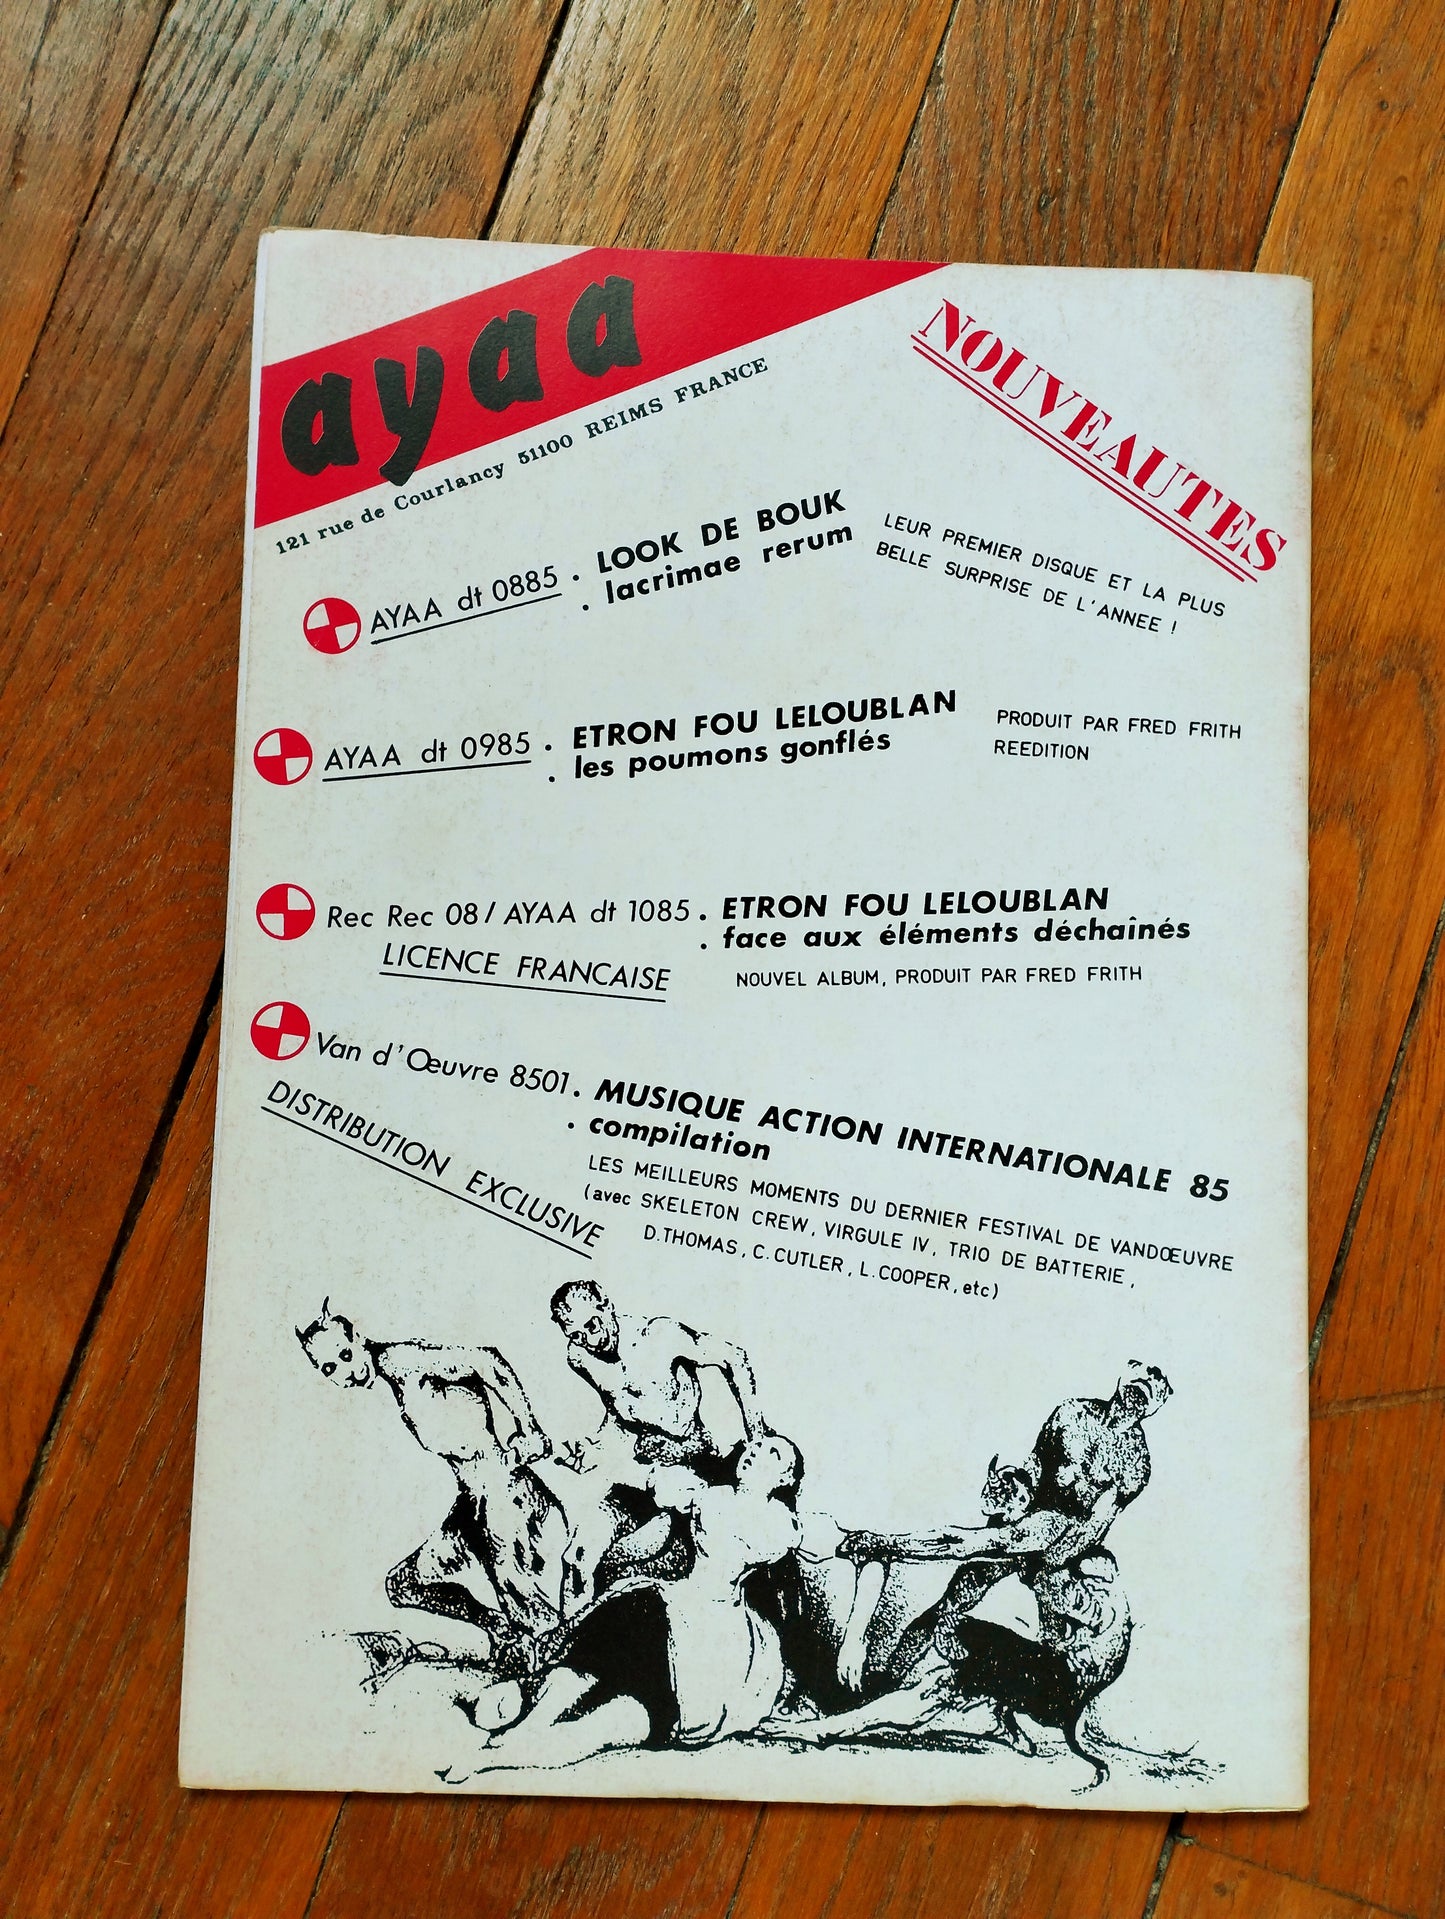 ayaa
121 rue de Courlancy 51100 REIMS FRANCE
NOUVEAUTES
AYAA dt 0885 . LOOK DE BOUK
. lacrimae rerum
LEUR PREMIER DISQUE ET LA PLUS
BELLE SURPRISE DE L'ANNEE !
AYAA dt 0985 . ETRON FOU LELOUBLAN
. les poumons gonflés
PRODUIT PAR FRED FRITH
REEDITION
Rec Rec 08 / AYAA dt 1085 . ETRON FOU LELOUBLAN
. face aux éléments déchaînés
LICENCE FRANCAISE
NOUVEL ALBUM, PRODUIT PAR FRED FRITH
Van d'Œuvre 8501 . MUSIQUE ACTION INTERNATIONALE 85
. compilation
DISTRIBUTION EXCLUSIVE
LES MEILLEURS MOMENTS DU DERNIER FESTIVAL DE VANDŒUVRE
(avec SKELETON CREW, VIRGULE IV, TRIO DE BATTERIE,
D.THOMAS, C.CUTLER, L.COOPER, etc)